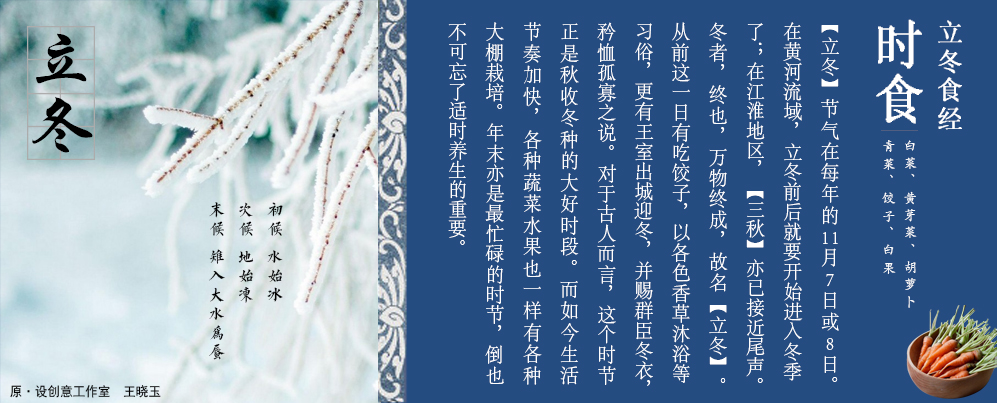 立冬食经
时食
白菜、黄芽菜、胡萝卜
青菜、饺子、白果
【立冬】节气在每年的11月7日或8日。
在黄河流域，立冬前后就要开始进入冬季
了；在江淮地区，【三秋】亦已接近尾声。
冬者，终也，万物终成，故名【立冬】。
从前这一日有吃饺子，以各色香草沐浴等
习俗，更有王室出城迎冬，并赐群臣冬衣，
矜恤孤寡之说。对于古人而言，这个时节
正是秋收冬种的大好时段。而如今生活
节奏加快，各种蔬菜水果也一样有各种
大棚栽培。年末亦是最忙碌的时节，倒也
不可忘了适时养生的重要。
立冬
初候 水始冰
次候 地始凍
末候 雉入大水爲蜃
原·设创意工作室 王晓玉